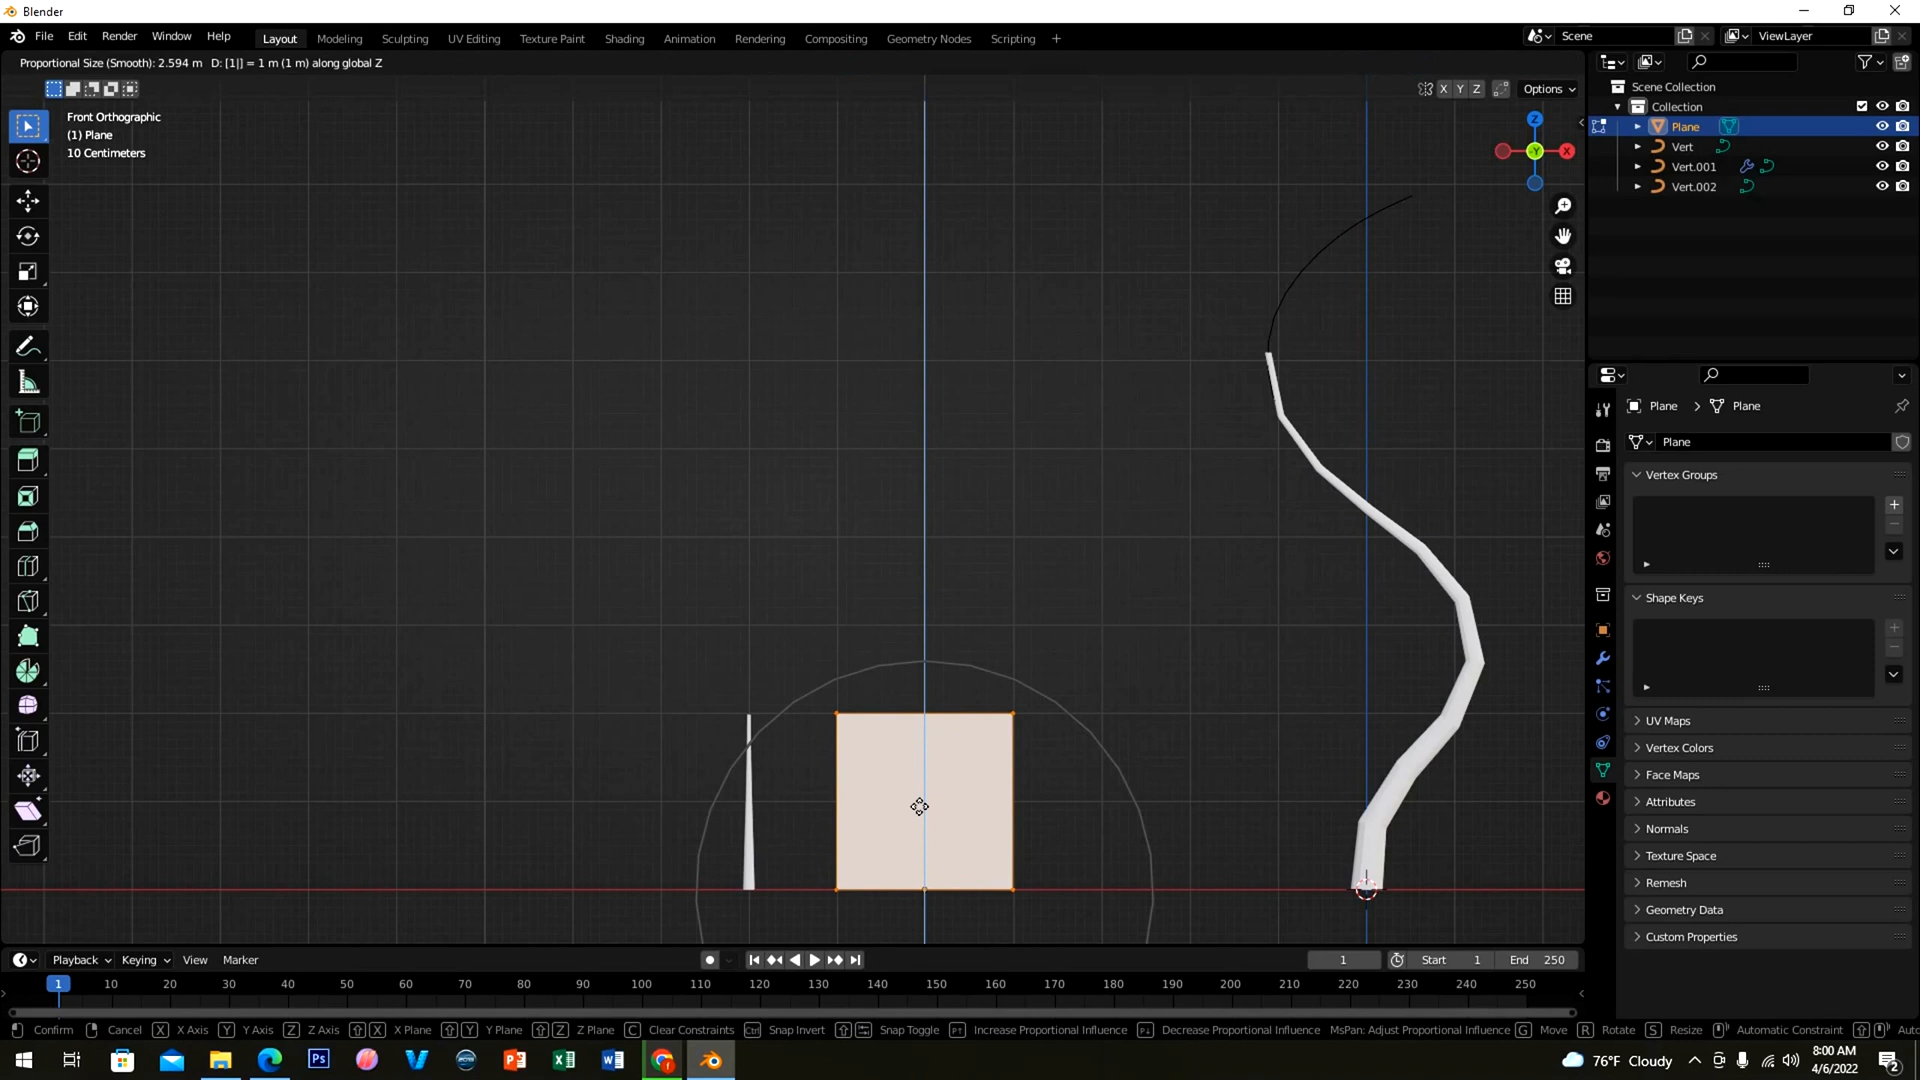 Blender
File Edit Render Window Help
Layout Modeling Sculpting UV Editing Texture Paint Shading Animation Rendering Compositing Geometry Nodes Scripting +
Scene ViewLayer
Proportional Size (Smooth): 2.594 m D: [1|] = 1 m (1 m) along global Z
X Y Z Options
Front Orthographic
(1) Plane
10 Centimeters
Z
Y
X
Scene Collection
Collection
Plane
Vert
Vert.001
Vert.002
Plane > Plane
Plane
Vertex Groups
Shape Keys
UV Maps
Vertex Colors
Face Maps
Attributes
Normals
Texture Space
Remesh
Geometry Data
Custom Properties
Playback Keying View Marker
1 Start 1 End 250
1 10 20 30 40 50 60 70 80 90 100 110 120 130 140 150 160 170 180 190 200 210 220 230 240 250
Confirm Cancel X X Axis Y Y Axis Z Z Axis X X Plane Y Y Plane Z Z Plane C Clear Constraints Ctrl Snap Invert Snap Toggle Increase Proportional Influence Decrease Proportional Influence MsPan: Adjust Proportional Influence G Move R Rotate S Resize Automatic Constraint Auto
Ps
76°F Cloudy
8:00 AM
4/6/2022
2